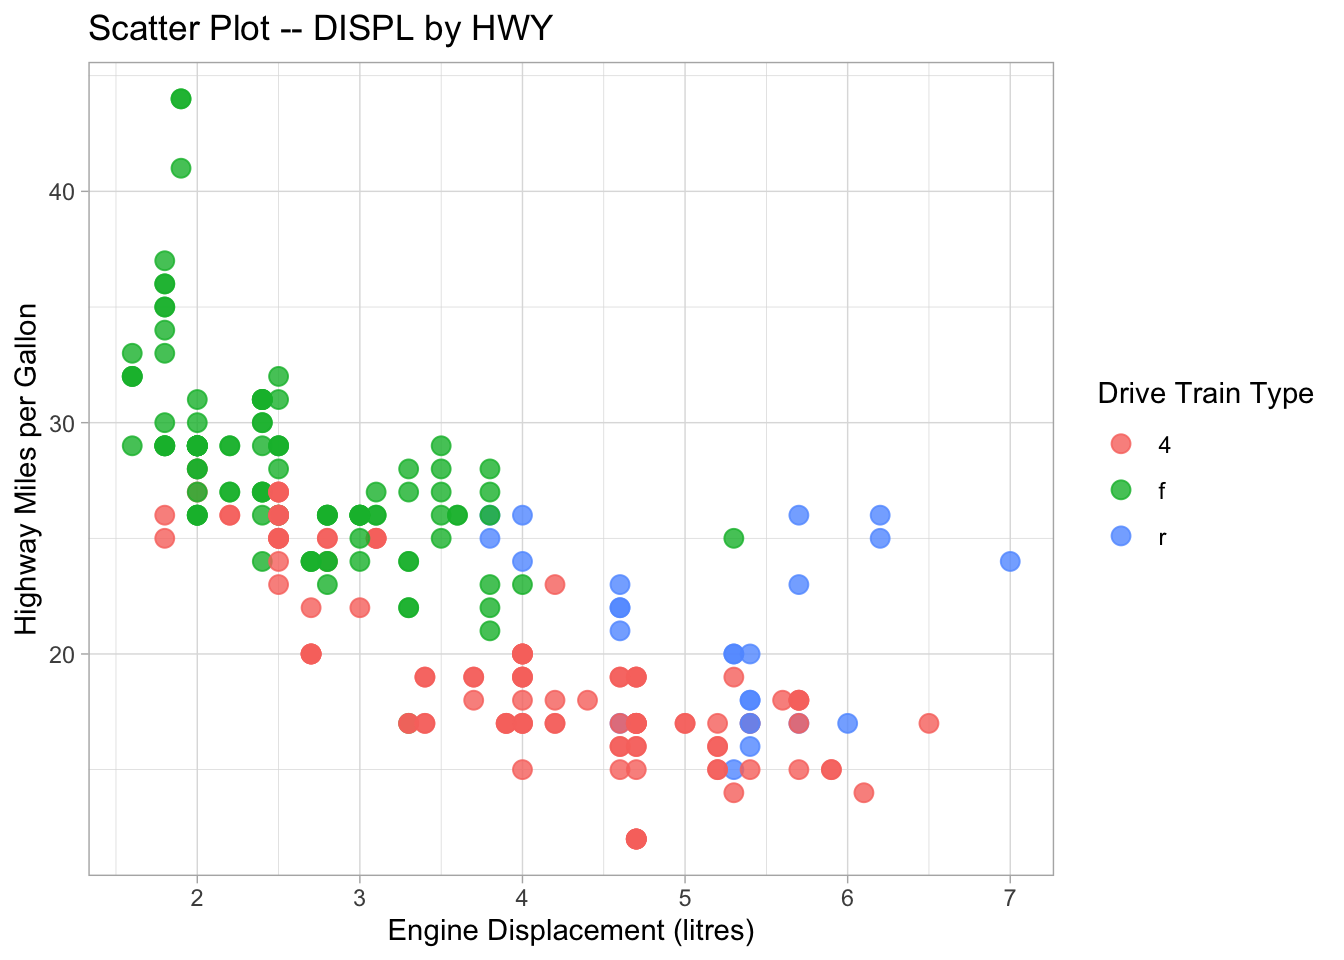 Scatter Plot -- DISPL by HWY
Highway Miles per Gallon
40
30
20
2 3 4 5 6 7
Engine Displacement (litres)
Drive Train Type
4
f
r